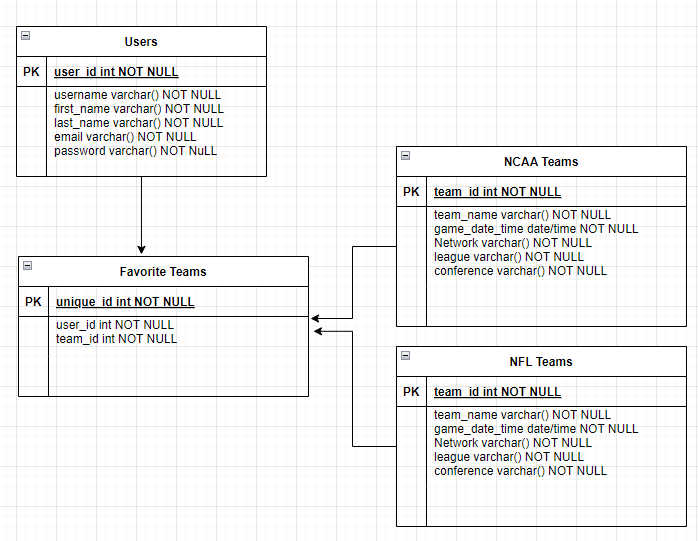 Users
PK user_id int NOT NULL
username varchar() NOT NULL
first_name varchar() NOT NULL
last_name varchar() NOT NULL
email varchar() NOT NULL
password varchar() NOT NuLL
NCAA Teams
PK team_id int NOT NULL
team_name varchar() NOT NULL
game_date_time date/time NOT NULL
Network varchar() NOT NULL
league varchar() NOT NULL
conference varchar() NOT NULL
Favorite Teams
PK unique_id int NOT NULL
user_id int NOT NULL
team_id int NOT NULL
NFL Teams
PK team_id int NOT NULL
team_name varchar() NOT NULL
game_date_time date/time NOT NULL
Network varchar() NOT NULL
league varchar() NOT NULL
conference varchar() NOT NULL